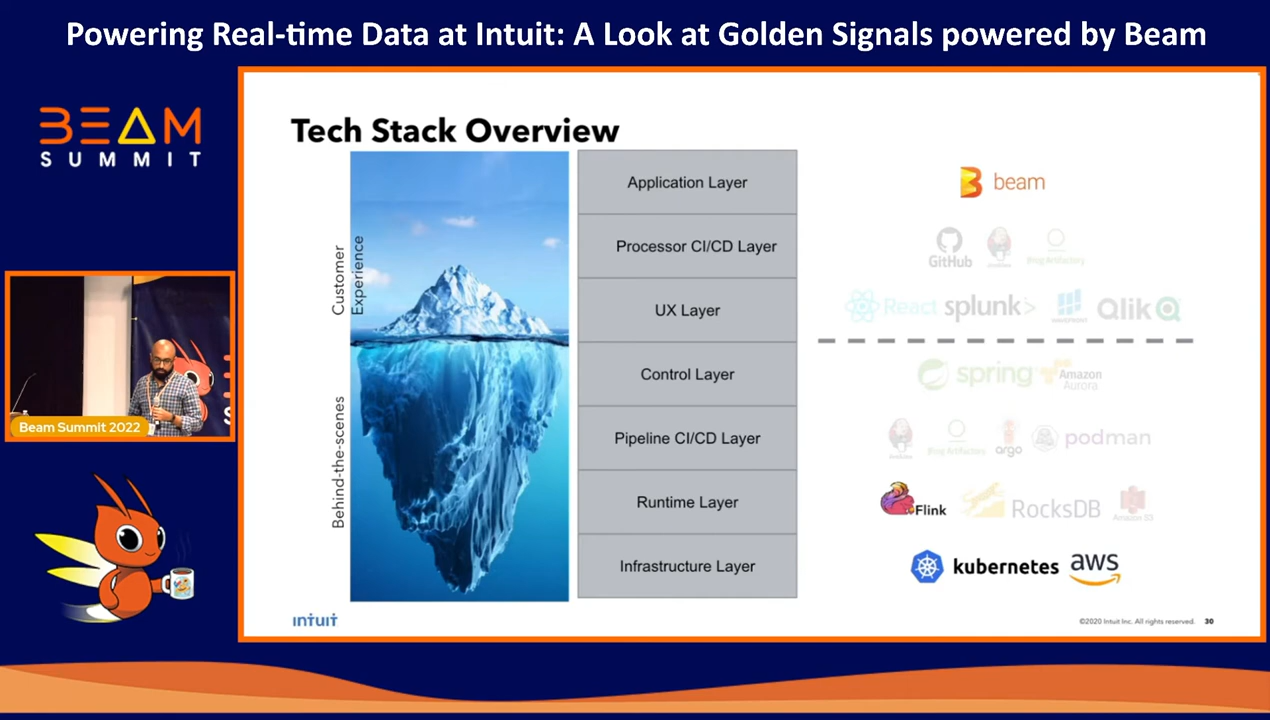 Powering Real-time Data at Intuit: A Look at Golden Signals powered by Beam
BEAM
SUMMIT
Tech Stack Overview
Customer
Experience
Behind-the-scenes
Application Layer
beam
Processor CI/CD Layer
GitHub
UX Layer
React splunk> Qlik
Control Layer
spring Amazon
Aurora
Pipeline CI/CD Layer
argo podman
Runtime Layer
Flink RocksDB Amazon S3
Infrastructure Layer
kubernetes aws
Beam Summit 2022
S
INTUIT
©2020 Intuit Inc. All rights reserved. 30